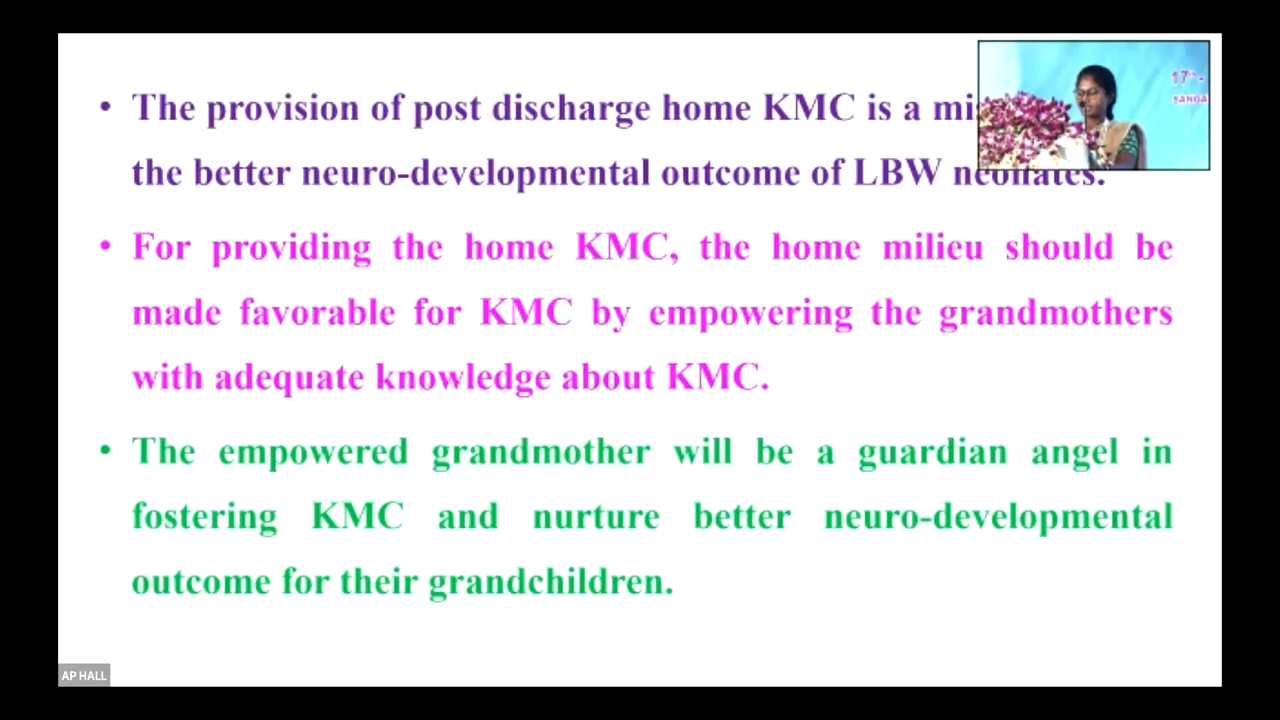 • The provision of post discharge home KMC is a
the better neuro-developmental outcome of LBW neonates.
• For providing the home KMC, the home milieu should be
made favorable for KMC by empowering the grandmothers
with adequate knowledge about KMC.
• The empowered grandmother will be a guardian angel in
fostering KMC and nurture better neuro-developmental
outcome for their grandchildren.
17th -
AP HALL